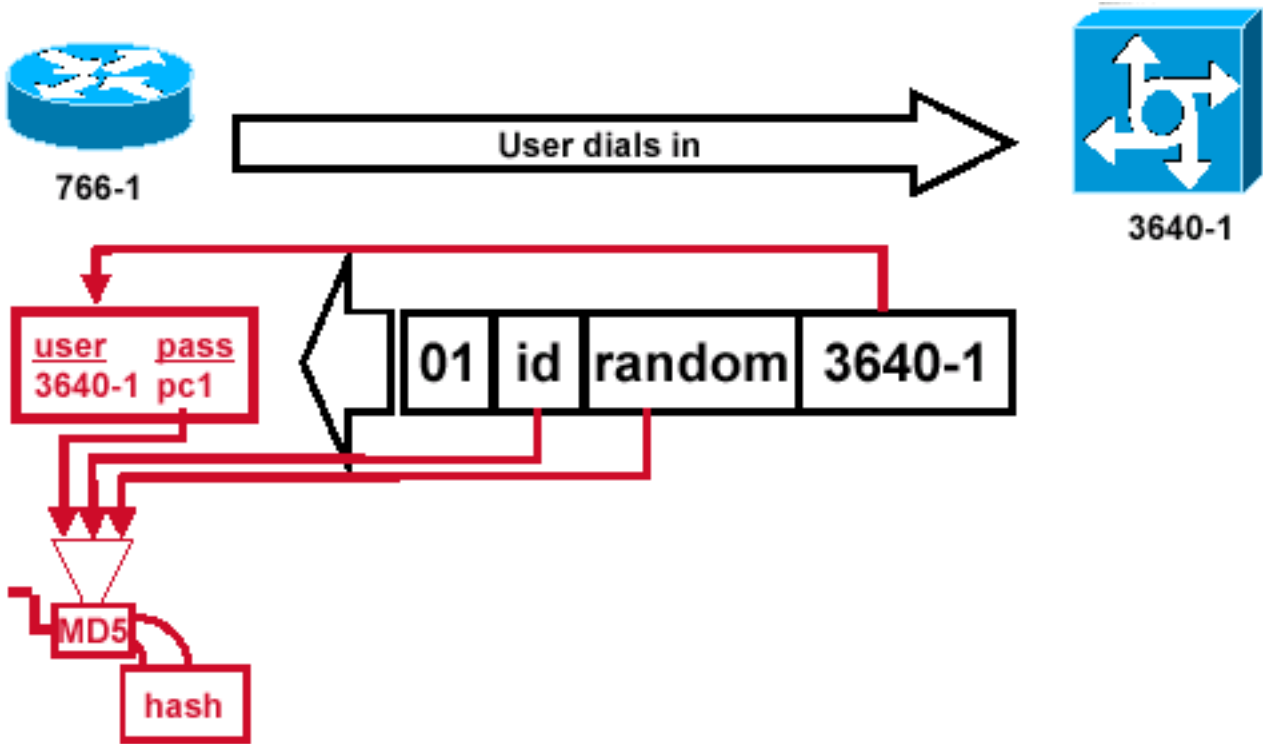 User dials in
766-1
3640-1
user pass
3640-1 pc1
01 id random 3640-1
MD5
hash